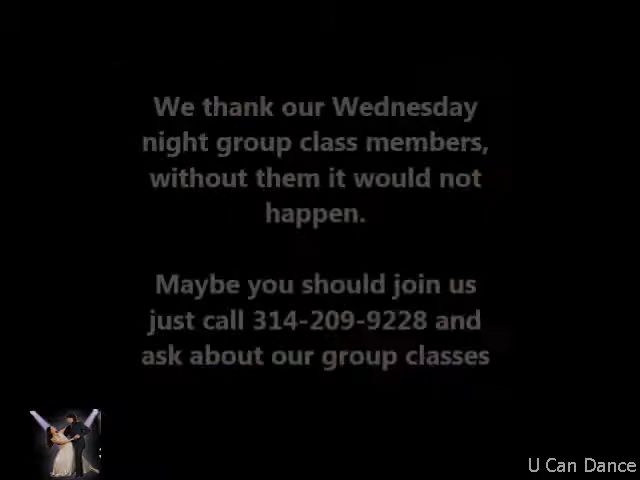 We thank our Wednesday
night group class members,
without them it would not
happen.
Maybe you should join us
just call 314-209-9228 and
ask about our group classes
U Can Dance